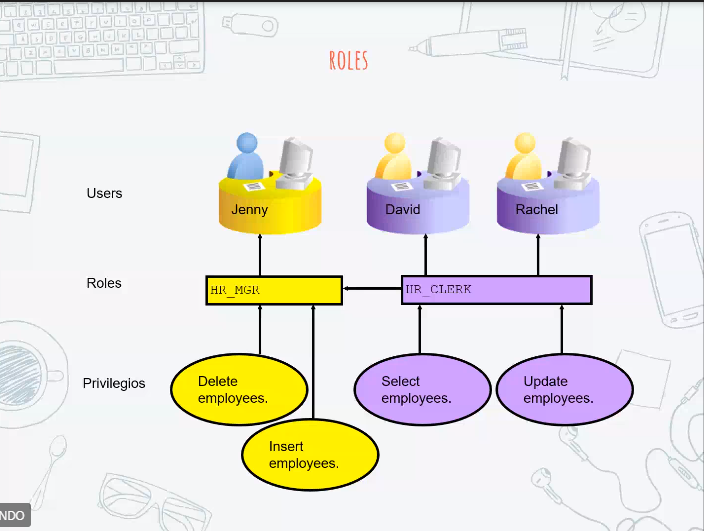 ROLES
Users
Jenny
David
Rachel
Roles
HR_MGR
HR_CLERK
Privilegios
Delete
employees.
Select
employees.
Update
employees.
Insert
employees.
NDO